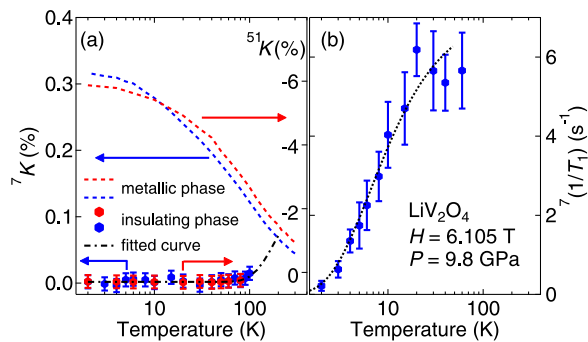 (a)
⁵¹K(%)
0.4
0.3
0.2
0.1
0.0
⁷K (%)
metallic phase
insulating phase
fitted curve
10
100
Temperature (K)
(b)
-6
-4
-2
0
6
4
2
0
⁷(1/T₁) (s⁻¹)
LiV₂O₄
H = 6.105 T
P = 9.8 GPa
10
100
Temperature (K)